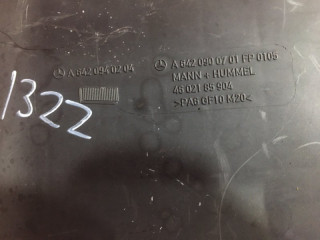 A 642 094 02 04
A 642 090 07 01 FP 0105
MANN + HUMMEL
46 021 85 904
>PA6 GF10 M20<
1322